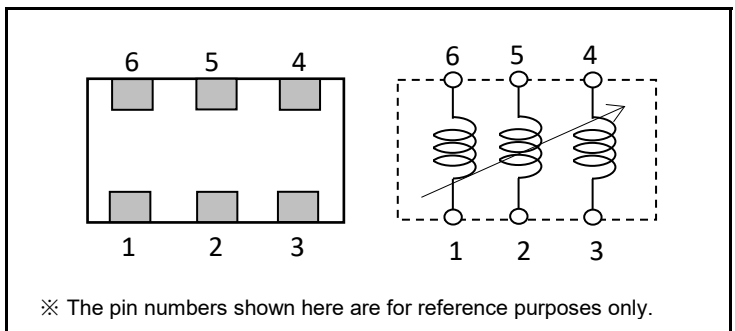 6 5 4
6 5 4
1 2 3
1 2 3
※ The pin numbers shown here are for reference purposes only.